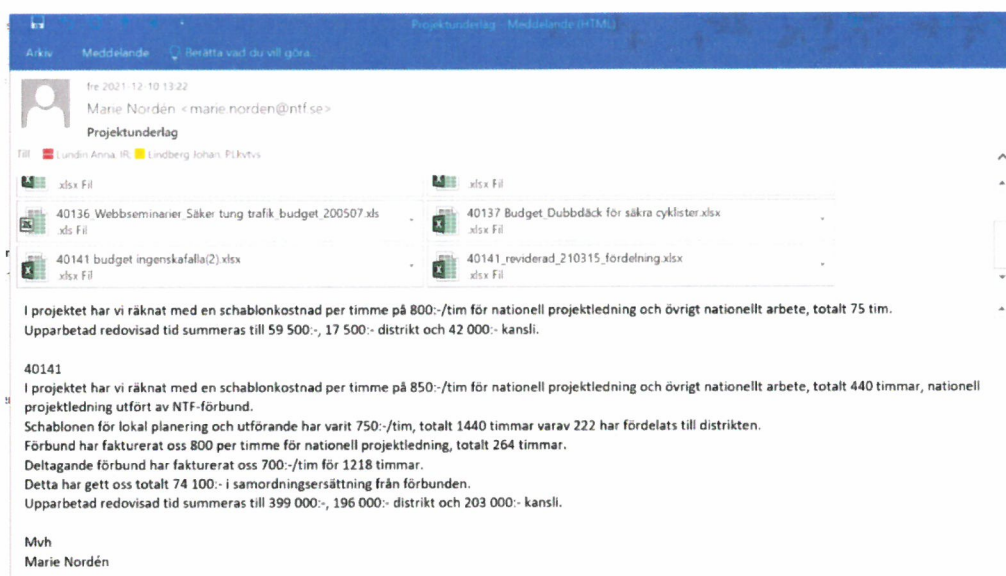 Projektunderlag - Meddelande (HTML)
Arkiv Meddelande Berätta vad du vill göra...
fre 2021-12-10 13:22
Marie Nordén <marie.norden@ntf.se>
Projektunderlag
Till Lundin Anna, IR; Lindberg Johan, PLkvtvs
.xlsx Fil .xlsx Fil
40136_Webbseminarier_Säker tung trafik_budget_200507.xls 40137 Budget_Dubbdäck för säkra cyklister.xlsx
.xls Fil .xlsx Fil
40141 budget ingenskafalla(2).xlsx 40141_reviderad_210315_fördelning.xlsx
.xlsx Fil .xlsx Fil
I projektet har vi räknat med en schablonkostnad per timme på 800:-/tim för nationell projektledning och övrigt nationellt arbete, totalt 75 tim.
Upparbetad redovisad tid summeras till 59 500:-, 17 500:- distrikt och 42 000:- kansli.
40141
I projektet har vi räknat med en schablonkostnad per timme på 850:-/tim för nationell projektledning och övrigt nationellt arbete, totalt 440 timmar, nationell
projektledning utfört av NTF-förbund.
Schablonen för lokal planering och utförande har varit 750:-/tim, totalt 1440 timmar varav 222 har fördelats till distrikten.
Förbund har fakturerat oss 800 per timme för nationell projektledning, totalt 264 timmar.
Deltagande förbund har fakturerat oss 700:-/tim för 1218 timmar.
Detta har gett oss totalt 74 100:- i samordningsersättning från förbunden.
Upparbetad redovisad tid summeras till 399 000:-, 196 000:- distrikt och 203 000:- kansli.
Mvh
Marie Nordén